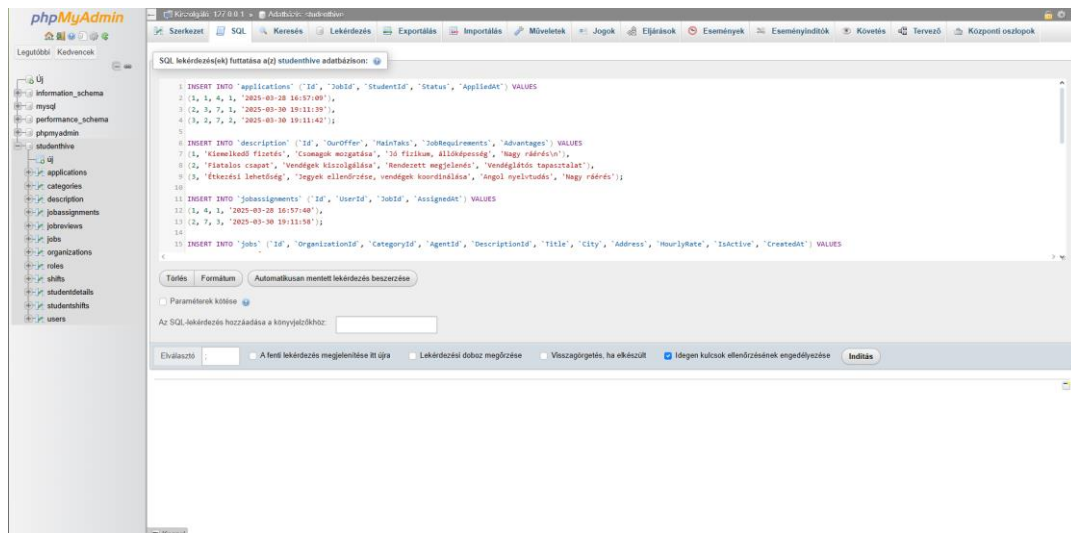 phpMyAdmin
Legutóbbi Kedvencek
Új
information_schema
mysql
performance_schema
phpmyadmin
studenthive
Új
applications
categories
description
jobassignments
jobreviews
jobs
organizations
roles
shifts
studentdetails
studentshifts
users
Kiszolgáló: 127.0.0.1 » Adatbázis: studenthive
Szerkezet SQL Keresés Lekérdezés Exportálás Importálás Műveletek Jogok Eljárások Események Eseményindítók Követés Tervező Központi oszlopok
SQL lekérdezés(ek) futtatása a(z) studenthive adatbázison:
1 INSERT INTO `applications` (`Id`, `JobId`, `StudentId`, `Status`, `AppliedAt`) VALUES
2 (1, 1, 4, 1, '2025-03-28 16:57:09'),
3 (2, 3, 7, 1, '2025-03-30 19:11:39'),
4 (3, 2, 7, 2, '2025-03-30 19:11:42');
5
6 INSERT INTO `description` (`Id`, `OurOffer`, `MainTaks`, `JobRequirements`, `Advantages`) VALUES
7 (1, 'Kiemelkedő fizetés', 'Csomagok mozgatása', 'Jó fizikum, állóképesség', 'Nagy ráérés\n'),
8 (2, 'Fiatalos csapat', 'Vendégek kiszolgálása', 'Rendezett megjelenés', 'Vendéglátós tapasztalat'),
9 (3, 'Étkezési lehetőség', 'Jegyek ellenőrzése, vendégek koordinálása', 'Angol nyelvtudás', 'Nagy ráérés');
10
11 INSERT INTO `jobassignments` (`Id`, `UserId`, `JobId`, `AssignedAt`) VALUES
12 (1, 4, 1, '2025-03-28 16:57:40'),
13 (2, 7, 3, '2025-03-30 19:11:58');
14
15 INSERT INTO `jobs` (`Id`, `OrganizationId`, `CategoryId`, `AgentId`, `DescriptionId`, `Title`, `City`, `Address`, `HourlyRate`, `IsActive`, `CreatedAt`) VALUES
Törlés Formátum Automatikusan mentett lekérdezés beszerzése
Paraméterek kötése
Az SQL-lekérdezés hozzáadása a könyvjelzőkhöz:
Elválasztó ; A fenti lekérdezés megjelenítése itt újra Lekérdezési doboz megőrzése Visszagörgetés, ha elkészült Idegen kulcsok ellenőrzésének engedélyezése Indítás